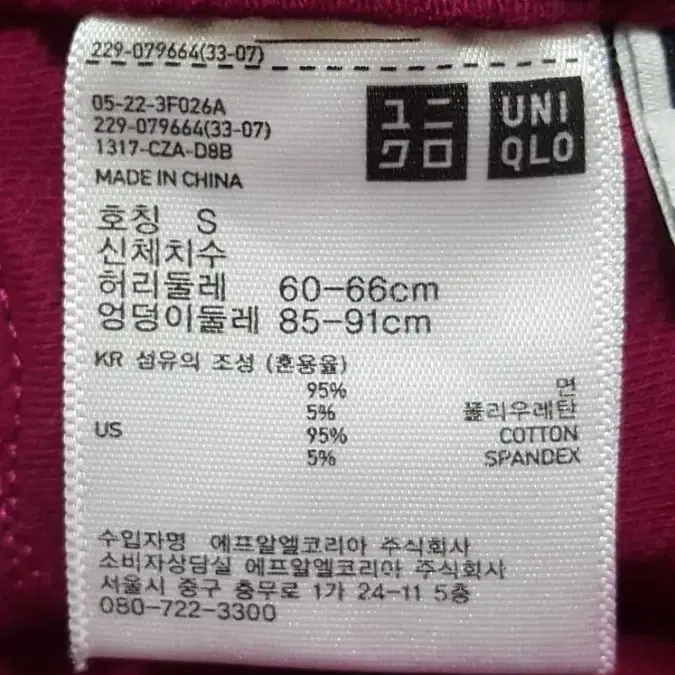 229-079664(33-07)
05-22-3F026A
229-079664(33-07)
1317-CZA-D8B
MADE IN CHINA
ユニ
クロ
UNI
QLO
호칭 S
신체치수
허리둘레 60-66cm
엉덩이둘레 85-91cm
KR 섬유의 조성 (혼용율)
95% 면
5% 폴리우레탄
US 95% COTTON
5% SPANDEX
수입자명 에프알엘코리아 주식회사
소비자상담실 에프알엘코리아 주식회사
서울시 중구 충무로 1가 24-11 5층
080-722-3300